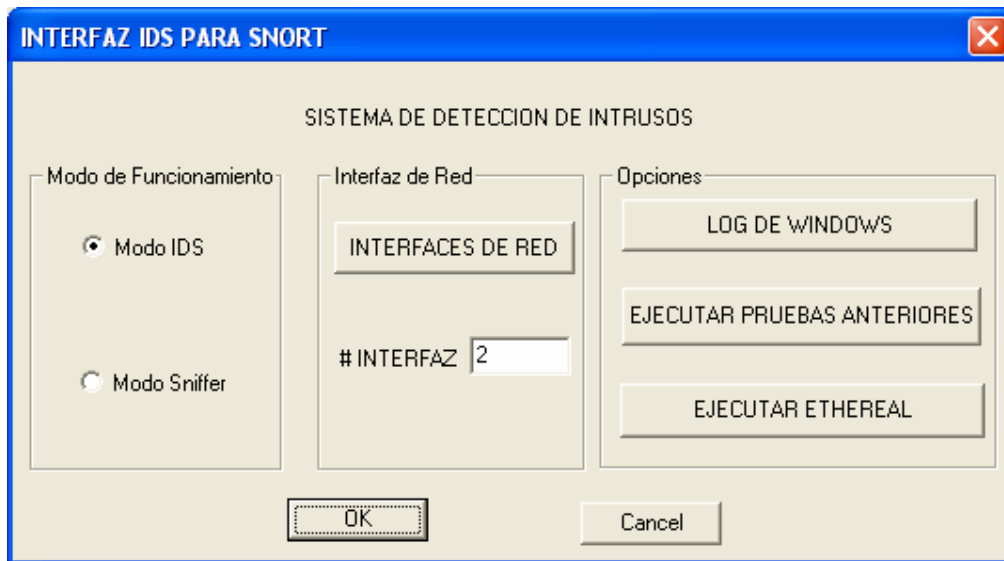 INTERFAZ IDS PARA SNORT
SISTEMA DE DETECCION DE INTRUSOS
Modo de Funcionamiento
Modo IDS
Modo Sniffer
Interfaz de Red
INTERFACES DE RED
# INTERFAZ 2
Opciones
LOG DE WINDOWS
EJECUTAR PRUEBAS ANTERIORES
EJECUTAR ETHEREAL
OK
Cancel